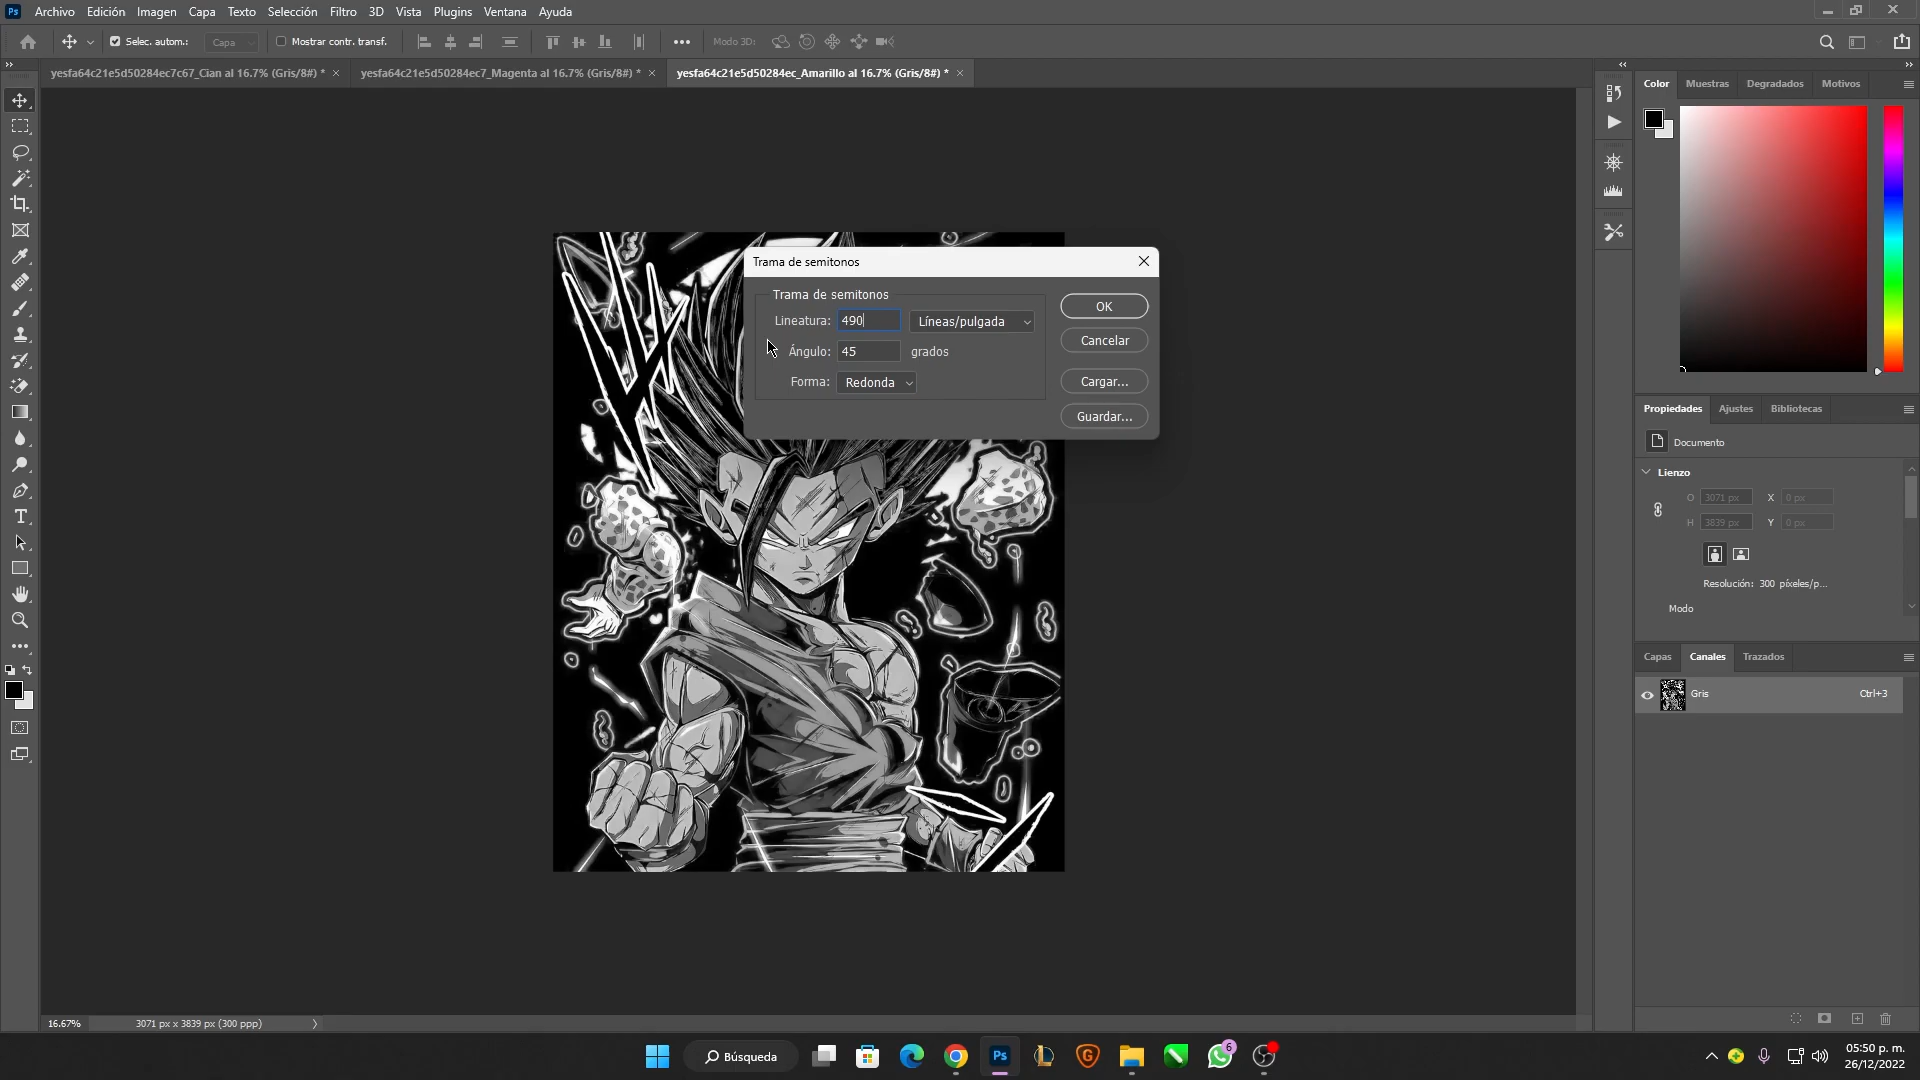 Ps Archivo Edición Imagen Capa Texto Selección Filtro 3D Vista Plugins Ventana Ayuda
Selec. autom.: Capa Mostrar contr. transf. Modo 3D:
yesfa64c21e5d50284ec7c67_Cian al 16.7% (Gris/8#) * × yesfa64c21e5d50284ec7_Magenta al 16.7% (Gris/8#) * × yesfa64c21e5d50284ec_Amarillo al 16.7% (Gris/8#) * ×
Color Muestras Degradados Motivos
Trama de semitonos
Trama de semitonos
Lineatura: 490 Líneas/pulgada
Ángulo: 45 grados
Forma: Redonda
OK
Cancelar
Cargar...
Guardar...
Propiedades Ajustes Bibliotecas
Documento
Lienzo
O 3071 px X 0 px
H 3839 px Y 0 px
Resolución: 300 píxeles/p...
Modo
Capas Canales Trazados
Gris Ctrl+3
16.67% 3071 px x 3839 px (300 ppp)
Búsqueda
Ps
6
05:50 p. m.
26/12/2022